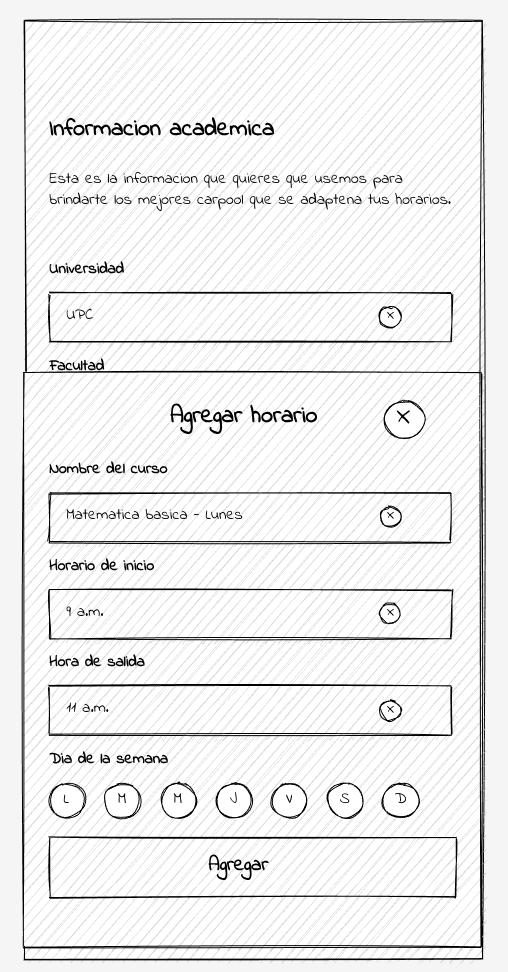 Informacion academica
Esta es la informacion que quieres que usemos para
brindarte los mejores carpool que se adaptena tus horarios.
Universidad
UPC ×
Facultad
Agregar horario ×
Nombre del curso
Matematica basica - Lunes ×
Horario de inicio
9 a.m. ×
Hora de salida
11 a.m. ×
Dia de la semana
L M M J V S D
Agregar